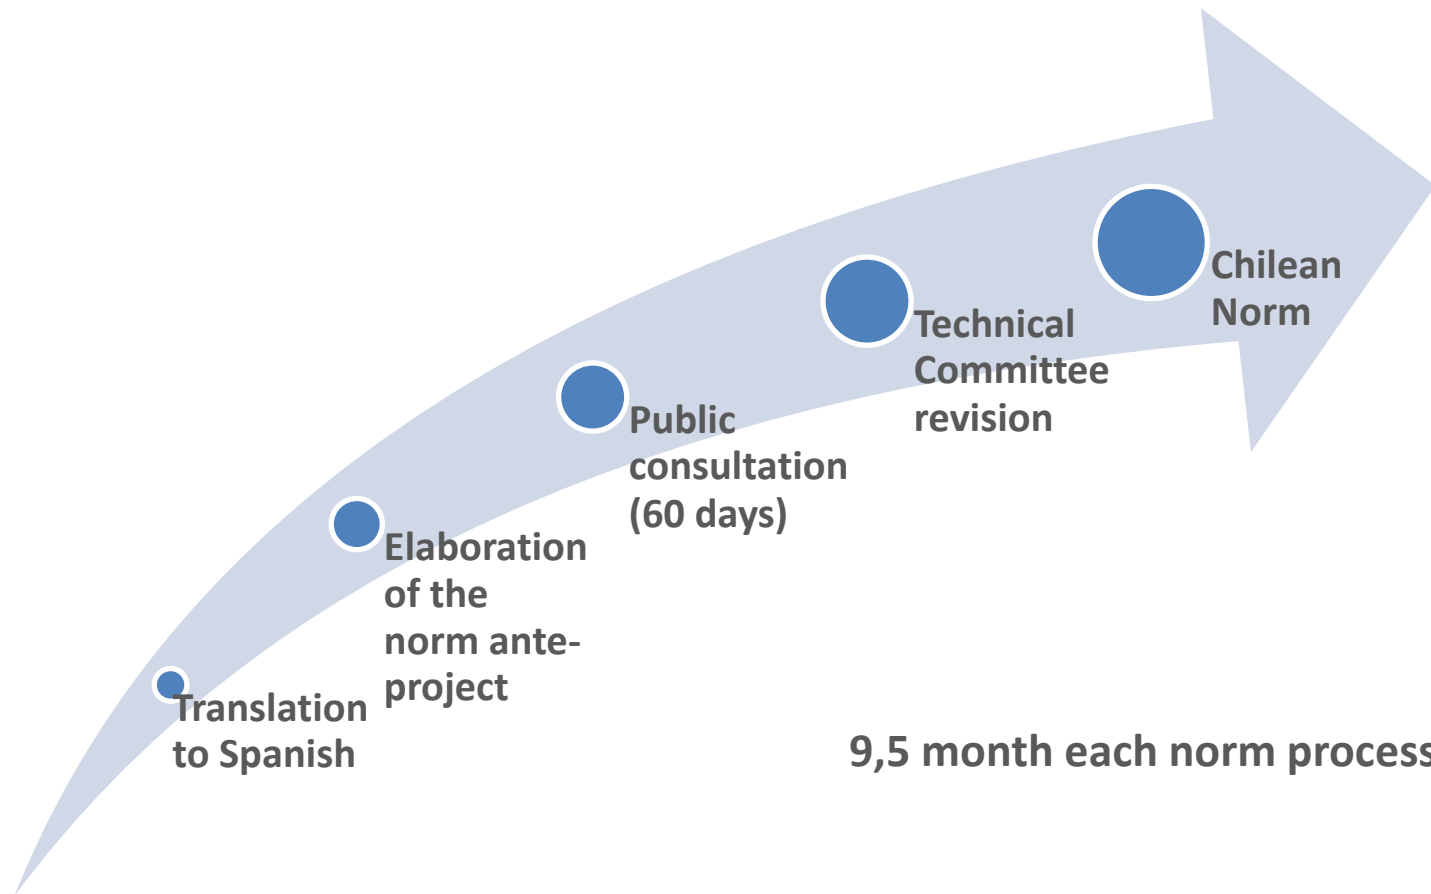 Translation
to Spanish
Elaboration
of the
norm ante-
project
Public
consultation
(60 days)
Technical
Committee
revision
Chilean
Norm
9,5 month each norm process